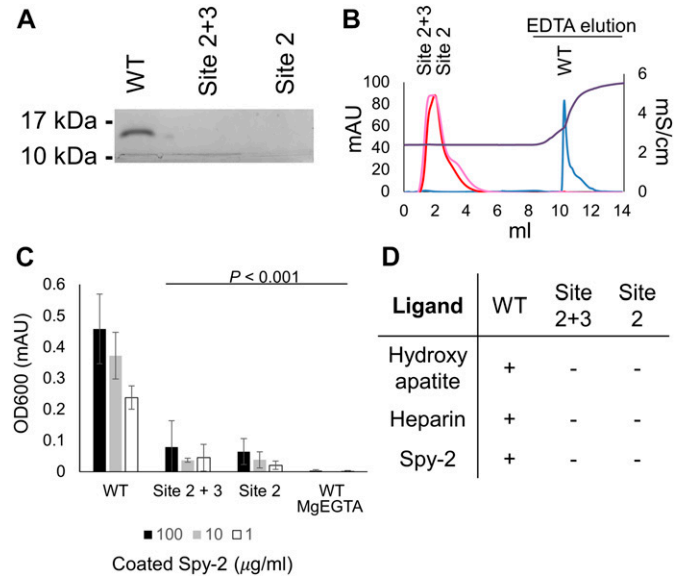 A
WT
Site 2+3
Site 2
17 kDa -
10 kDa -
B
Site 2+3
Site 2
EDTA elution
WT
100
80
60
40
20
0
mAU
6
4
2
0
mS/cm
0 2 4 6 8 10 12 14
ml
C
P < 0.001
0.6
0.5
0.4
0.3
0.2
0.1
0
OD600 (mAU)
WT Site 2 + 3 Site 2 WT
MgEGTA
100 10 1
Coated Spy-2 (μg/ml)
D
Ligand WT Site 2+3 Site 2
Hydroxy
apatite + - -
Heparin + - -
Spy-2 + - -